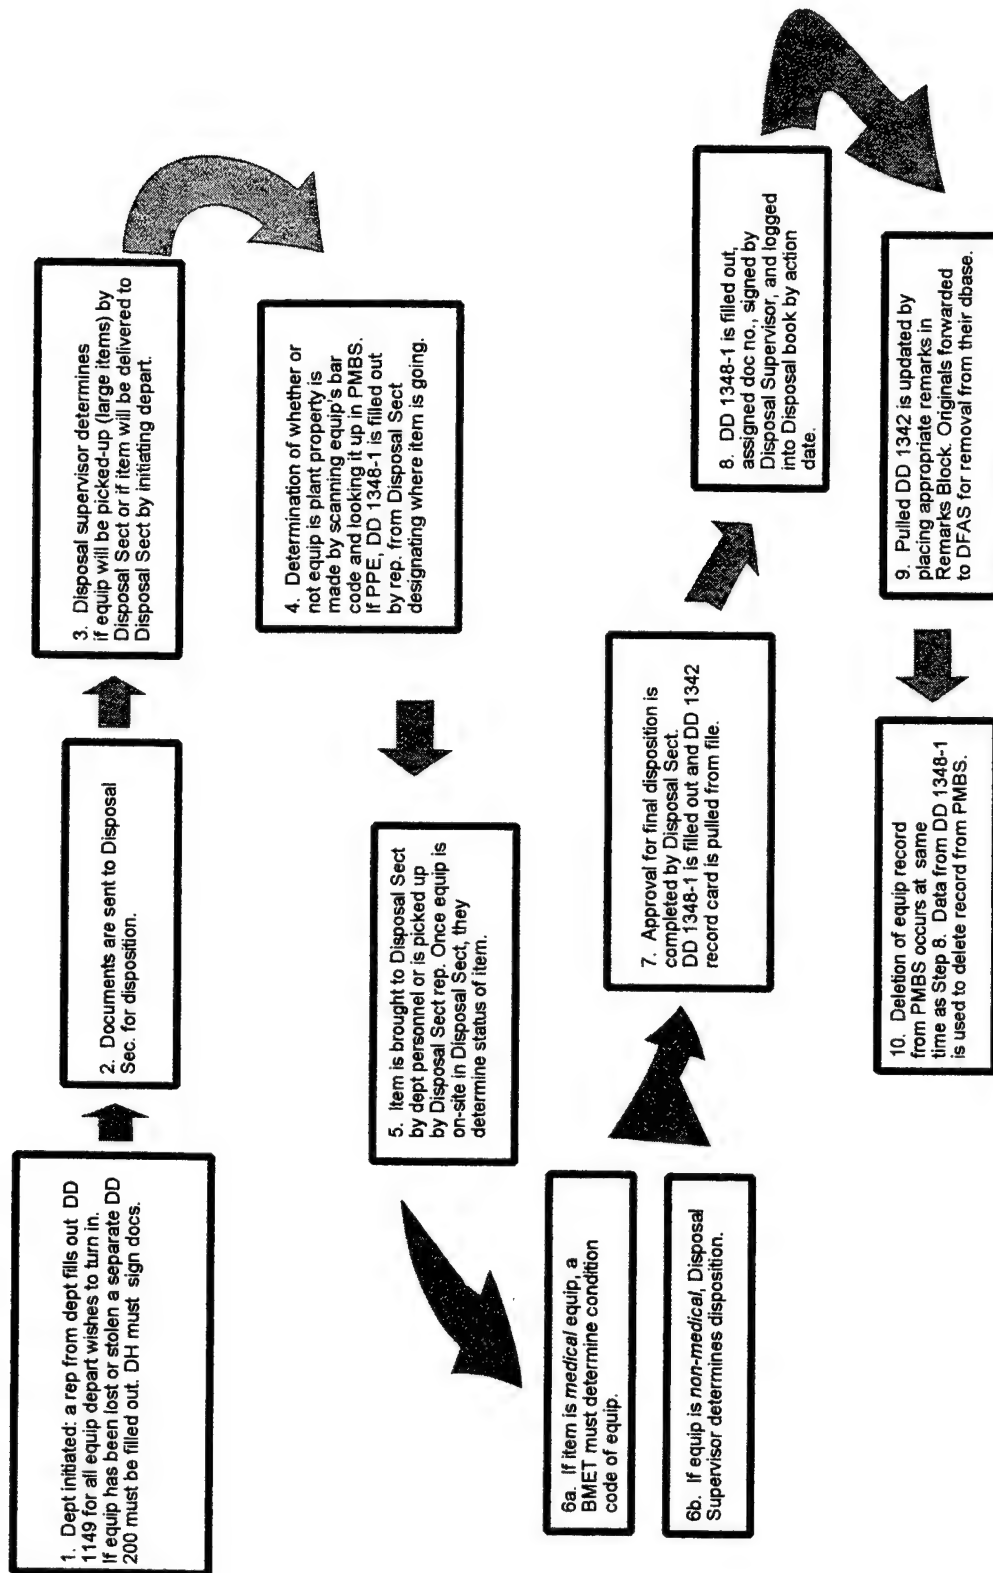 1. Dept initiated: a rep from dept fills out DD
1149 for all equip depart wishes to turn in.
If equip has been lost or stolen a separate DD
200 must be filled out. DH must sign docs.
2. Documents are sent to Disposal
Sec. for disposition.
3. Disposal supervisor determines
if equip will be picked-up (large items) by
Disposal Sect or if item will be delivered to
Disposal Sect by initiating depart.
4. Determination of whether or
not equip is plant property is
made by scanning equip's bar
code and looking it up in PMBS.
If PPE, DD 1348-1 is filled out
by rep. from Disposal Sect
designating where item is going.
5. Item is brought to Disposal Sect
by dept personnel or is picked up
by Disposal Sect rep. Once equip is
on-site in Disposal Sect, they
determine status of item.
6a. If item is medical equip, a
BMET must determine condition
code of equip.
6b. If equip is non-medical, Disposal
Supervisor determines disposition.
7. Approval for final disposition is
completed by Disposal Sect.
DD 1348-1 is filled out and DD 1342
record card is pulled from file.
8. DD 1348-1 is filled out,
assigned doc no., signed by
Disposal Supervisor, and logged
into Disposal book by action
date.
9. Pulled DD 1342 is updated by
placing appropriate remarks in
Remarks Block. Originals forwarded
to DFAS for removal from their dbase.
10. Deletion of equip record
from PMBS occurs at same
time as Step 8. Data from DD 1348-1
is used to delete record from PMBS.